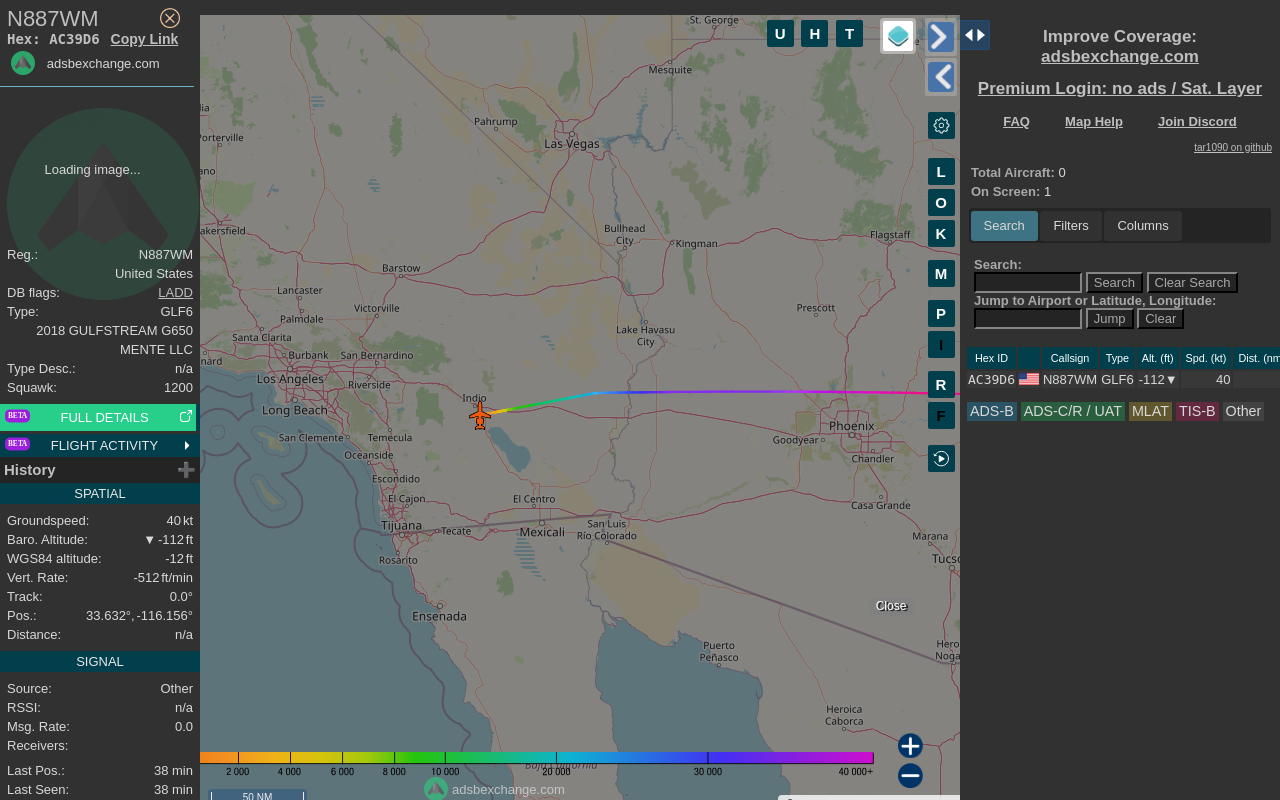 N887WM
Hex: AC39D6 Copy Link
adsbexchange.com
Loading image...
Reg.: N887WM
United States
DB flags: LADD
Type: GLF6
2018 GULFSTREAM G650
MENTE LLC
Type Desc.: n/a
Squawk: 1200
BETA FULL DETAILS
BETA FLIGHT ACTIVITY
History
SPATIAL
Groundspeed: 40 kt
Baro. Altitude: ▼ -112 ft
WGS84 altitude: -12 ft
Vert. Rate: -512 ft/min
Track: 0.0°
Pos.: 33.632°, -116.156°
Distance: n/a
SIGNAL
Source: Other
RSSI: n/a
Msg. Rate: 0.0
Receivers:
Last Pos.: 38 min
Last Seen: 38 min
St. George
Mesquite
Pahrump
Las Vegas
Porterville
akersfield
Bullhead
City
Kingman
Flagstaff
Barstow
Lancaster
Palmdale
Victorville
Prescott
Lake Havasu
City
Santa Clarita
nard
Burbank
San Bernardino
Los Angeles
Riverside
Indio
Long Beach
San Clemente
Temecula
Oceanside
Escondido
Phoenix
Goodyear
Chandler
El Cajon
El Centro
Casa Grande
Tijuana
Tecate
Mexicali
San Luis
Río Colorado
Rosarito
Marana
Tucso
Ensenada
Close
Puerto
Peñasco
Hero
Noga
Heroica
Caborca
Baja California
2 000 4 000 6 000 8 000 10 000 20 000 30 000 40 000+
adsbexchange.com
50 NM
U H T
L
O
K
M
P
I
R
F
Improve Coverage:
adsbexchange.com
Premium Login: no ads / Sat. Layer
FAQ Map Help Join Discord
tar1090 on github
Total Aircraft: 0
On Screen: 1
Search Filters Columns
Search:
Search Clear Search
Jump to Airport or Latitude, Longitude:
Jump Clear
Hex ID Callsign Type Alt. (ft) Spd. (kt) Dist. (nm
AC39D6 N887WM GLF6 -112▼ 40
ADS-B ADS-C/R / UAT MLAT TIS-B Other